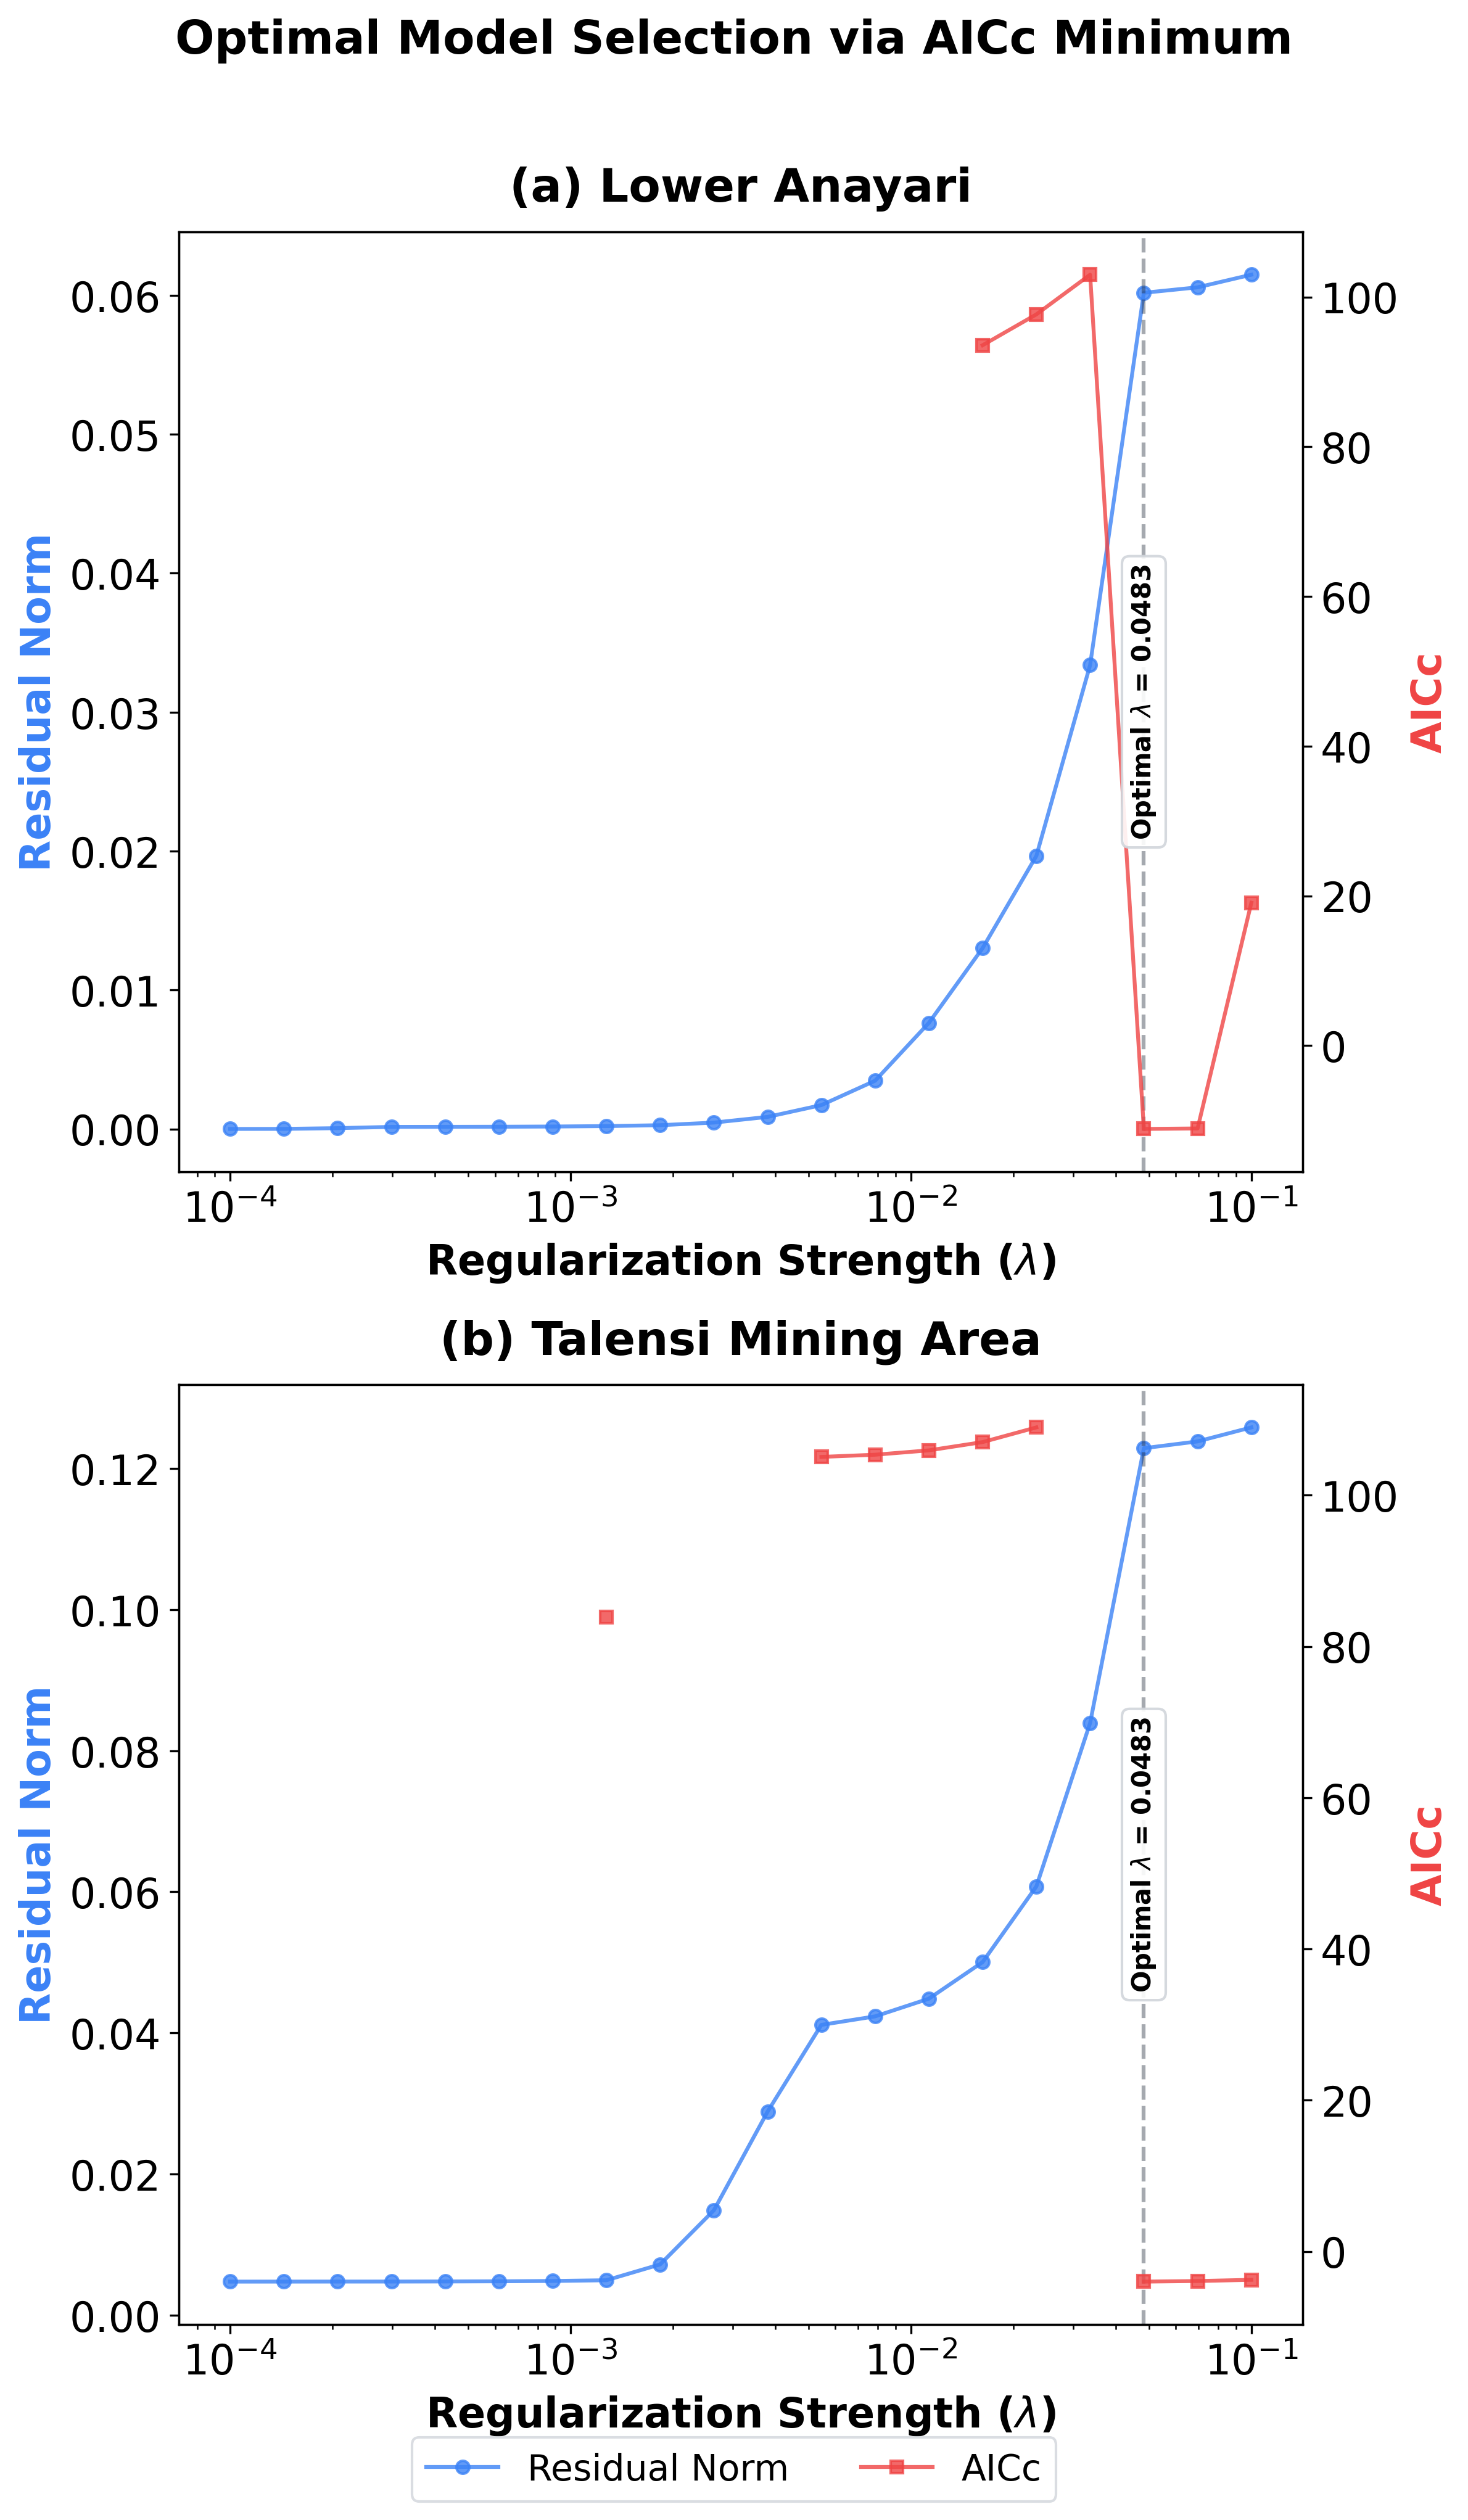 Optimal Model Selection via AICc Minimum
(a) Lower Anayari
Residual Norm
0.06
0.05
0.04
0.03
0.02
0.01
0.00
Optimal λ = 0.0483
100
80
60
40
20
0
AICc
10⁻⁴ 10⁻³ 10⁻² 10⁻¹
Regularization Strength (λ)
(b) Talensi Mining Area
Residual Norm
0.12
0.10
0.08
0.06
0.04
0.02
0.00
Optimal λ = 0.0483
100
80
60
40
20
0
AICc
10⁻⁴ 10⁻³ 10⁻² 10⁻¹
Regularization Strength (λ)
Residual Norm AICc